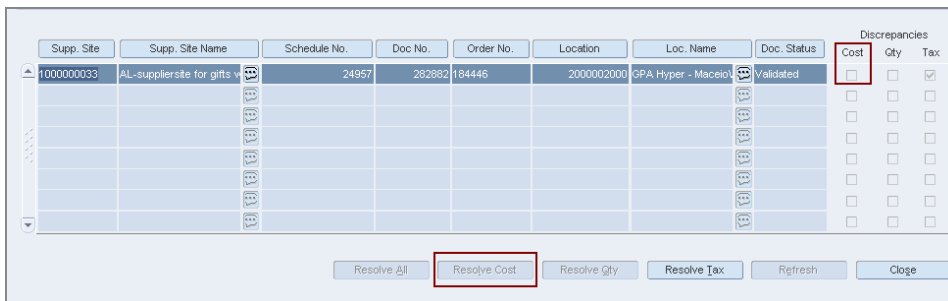 Discrepancies
Supp. Site Supp. Site Name Schedule No. Doc No. Order No. Location Loc. Name Doc. Status Cost Qty Tax
1000000033 AL-suppliersite for gifts 24957 282882 184446 2000002000 GPA Hyper - Maceio Validated
Resolve All Resolve Cost Resolve Qty Resolve Tax Refresh Close